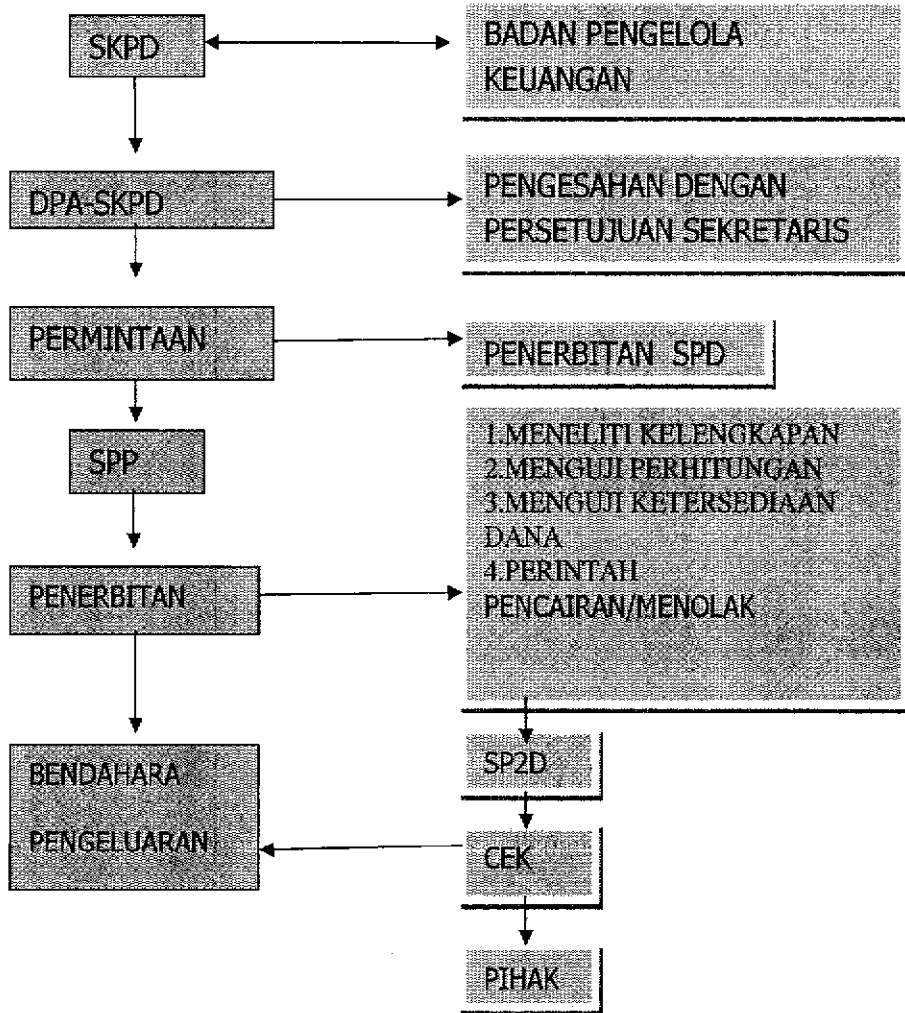 SKPD
BADAN PENGELOLA
KEUANGAN
DPA-SKPD
PENGESAHAN DENGAN
PERSETUJUAN SEKRETARIS
PERMINTAAN
PENERBITAN SPD
SPP
1.MENELITI KELENGKAPAN
2.MENGUJI PERHITUNGAN
3.MENGUJI KETERSEDIAAN
DANA
4.PERINTAH
PENCAIRAN/MENOLAK
PENERBITAN
SP2D
BENDAHARA
PENGELUARAN
CEK
PIHAK